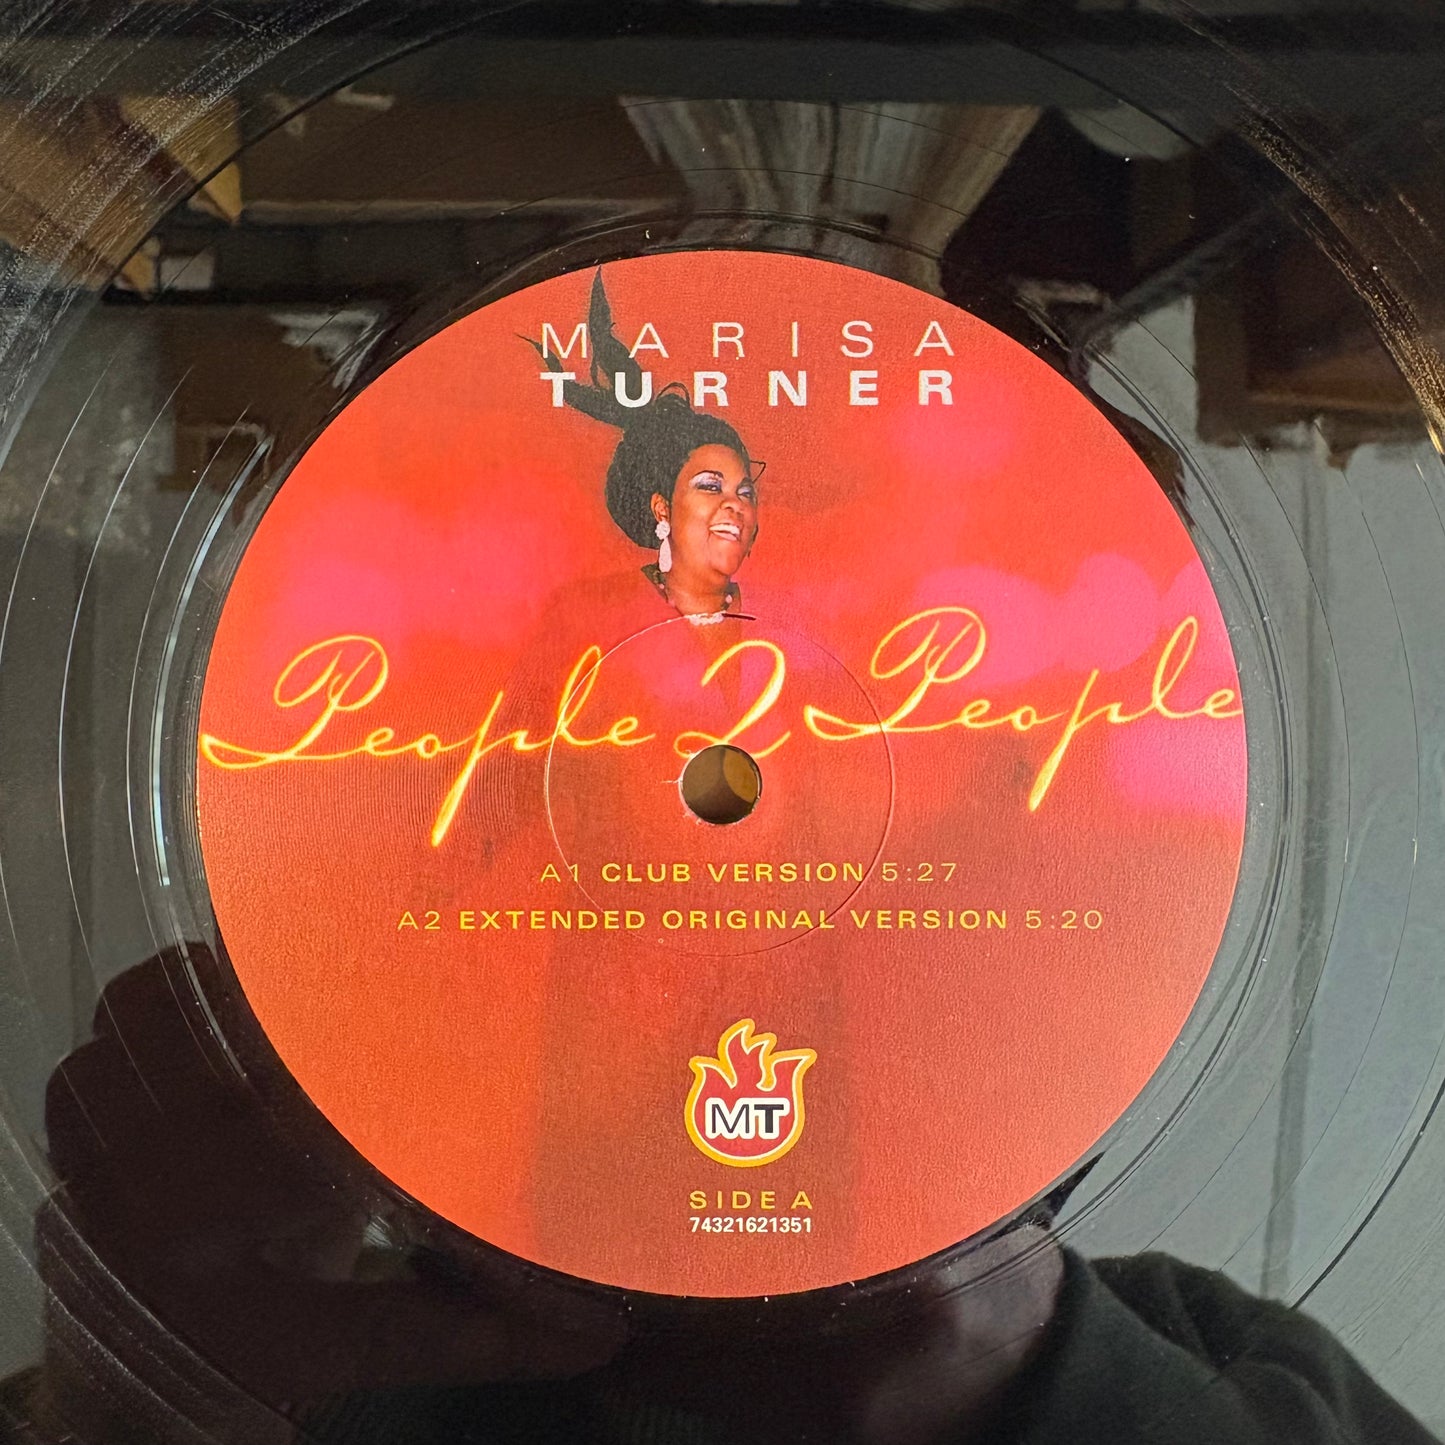 MARISA
TURNER
People 2 People
A1 CLUB VERSION 5:27
A2 EXTENDED ORIGINAL VERSION 5:20
MT
SIDE A
74321621351